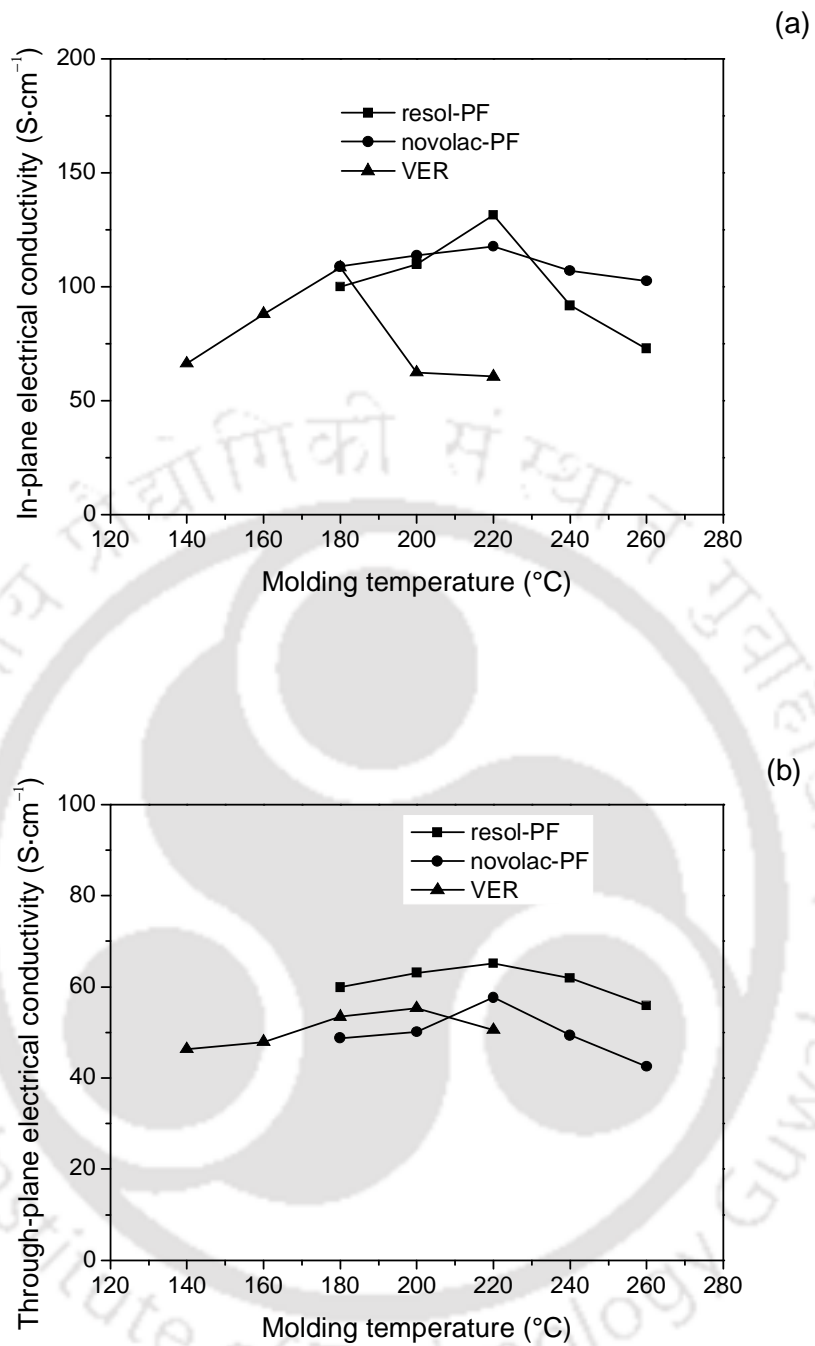 (a)
200
150
100
50
0
In-plane electrical conductivity (S·cm⁻¹)
resol-PF
novolac-PF
VER
120 140 160 180 200 220 240 260 280
Molding temperature (°C)
(b)
100
80
60
40
20
0
Through-plane electrical conductivity (S·cm⁻¹)
resol-PF
novolac-PF
VER
120 140 160 180 200 220 240 260 280
Molding temperature (°C)